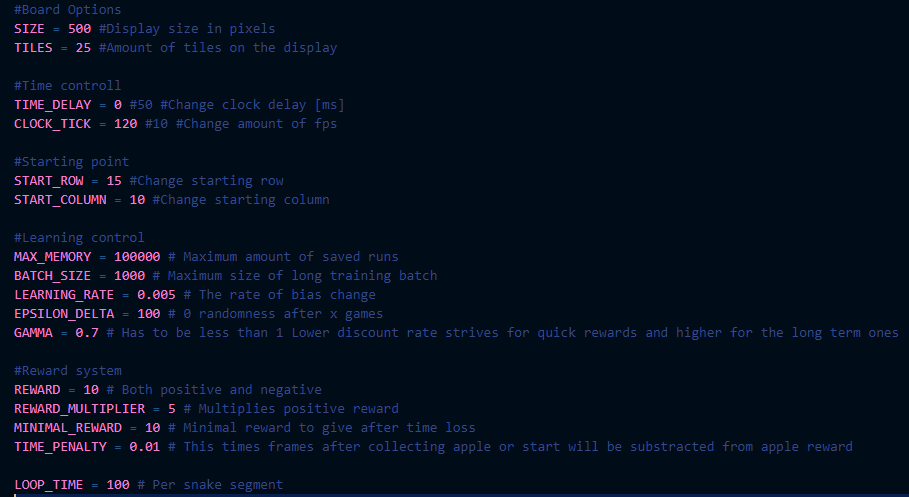 #Board Options
SIZE = 500 #Display size in pixels
TILES = 25 #Amount of tiles on the display
#Time controll
TIME_DELAY = 0 #50 #Change clock delay [ms]
CLOCK_TICK = 120 #10 #Change amount of fps
#Starting point
START_ROW = 15 #Change starting row
START_COLUMN = 10 #Change starting column
#Learning control
MAX_MEMORY = 100000 # Maximum amount of saved runs
BATCH_SIZE = 1000 # Maximum size of long training batch
LEARNING_RATE = 0.005 # The rate of bias change
EPSILON_DELTA = 100 # 0 randomness after x games
GAMMA = 0.7 # Has to be less than 1 Lower discount rate strives for quick rewards and higher for the long term ones
#Reward system
REWARD = 10 # Both positive and negative
REWARD_MULTIPLIER = 5 # Multiplies positive reward
MINIMAL_REWARD = 10 # Minimal reward to give after time loss
TIME_PENALTY = 0.01 # This times frames after collecting apple or start will be substracted from apple reward
LOOP_TIME = 100 # Per snake segment